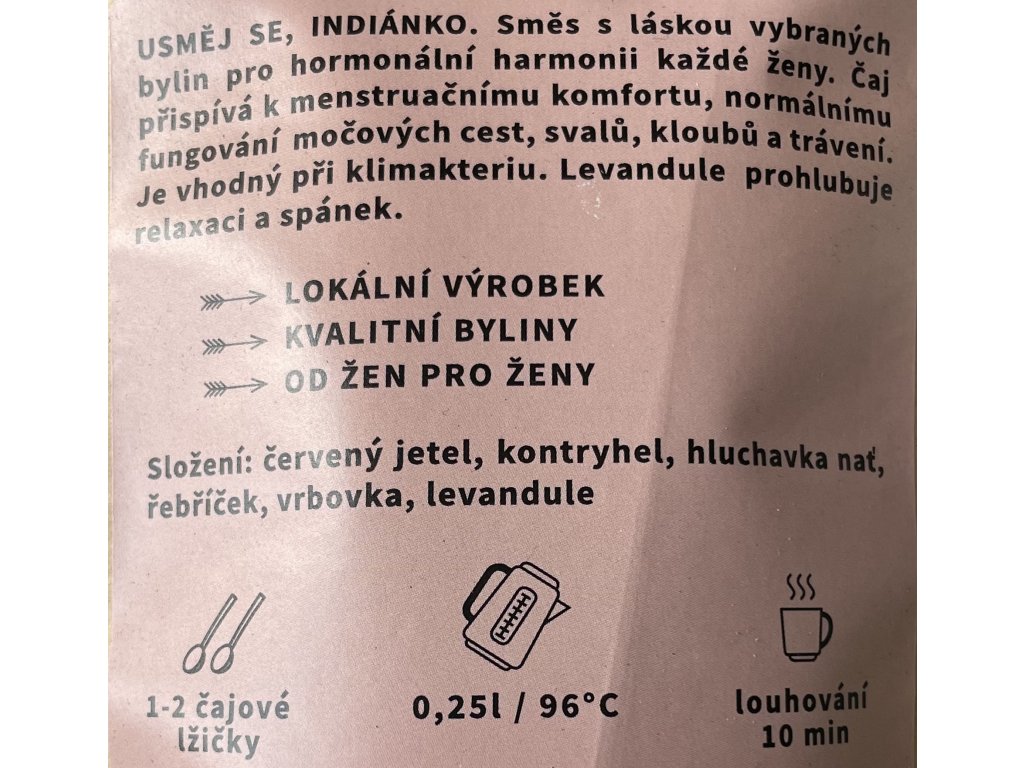 USMĚJ SE, INDIÁNKO. Směs s láskou vybraných
bylin pro hormonální harmonii každé ženy. Čaj
přispívá k menstruačnímu komfortu, normálnímu
fungování močových cest, svalů, kloubů a trávení.
Je vhodný při klimakteriu. Levandule prohlubuje
relaxaci a spánek.
LOKÁLNÍ VÝROBEK
KVALITNÍ BYLINY
OD ŽEN PRO ŽENY
Složení: červený jetel, kontryhel, hluchavka nať,
řebříček, vrbovka, levandule
1-2 čajové
lžičky
0,25l / 96°C
louhování
10 min